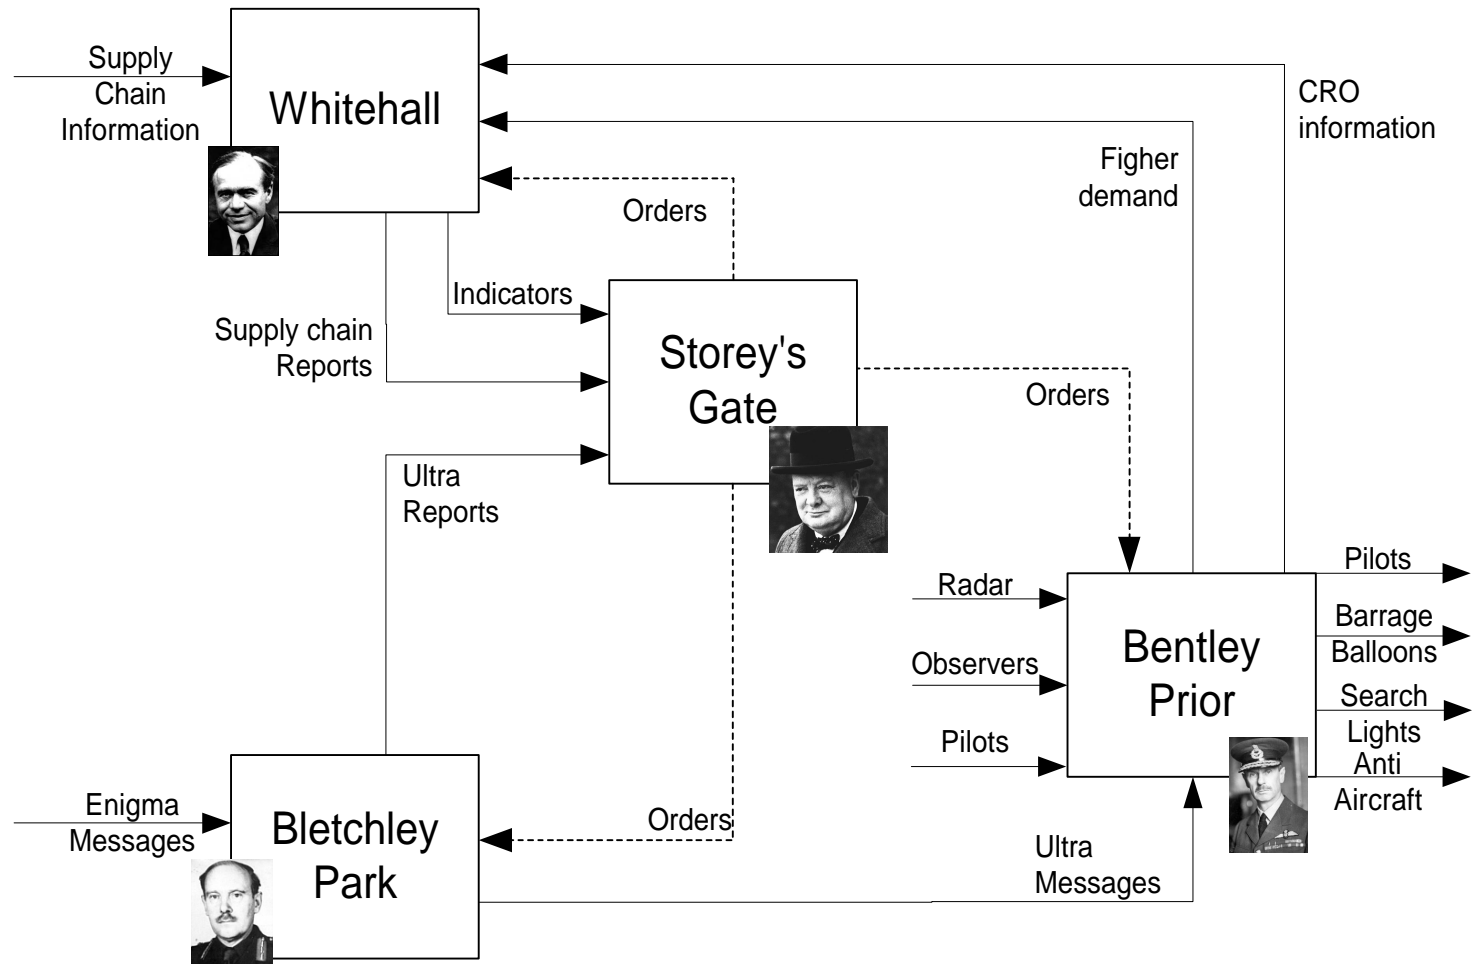 Supply
Chain
Information
Whitehall
CRO
information
Figher
demand
Orders
Indicators
Supply chain
Reports
Storey's
Gate
Orders
Ultra
Reports
Radar
Observers
Pilots
Bentley
Prior
Pilots
Barrage
Balloons
Search
Lights
Anti
Aircraft
Enigma
Messages
Bletchley
Park
Orders
Ultra
Messages